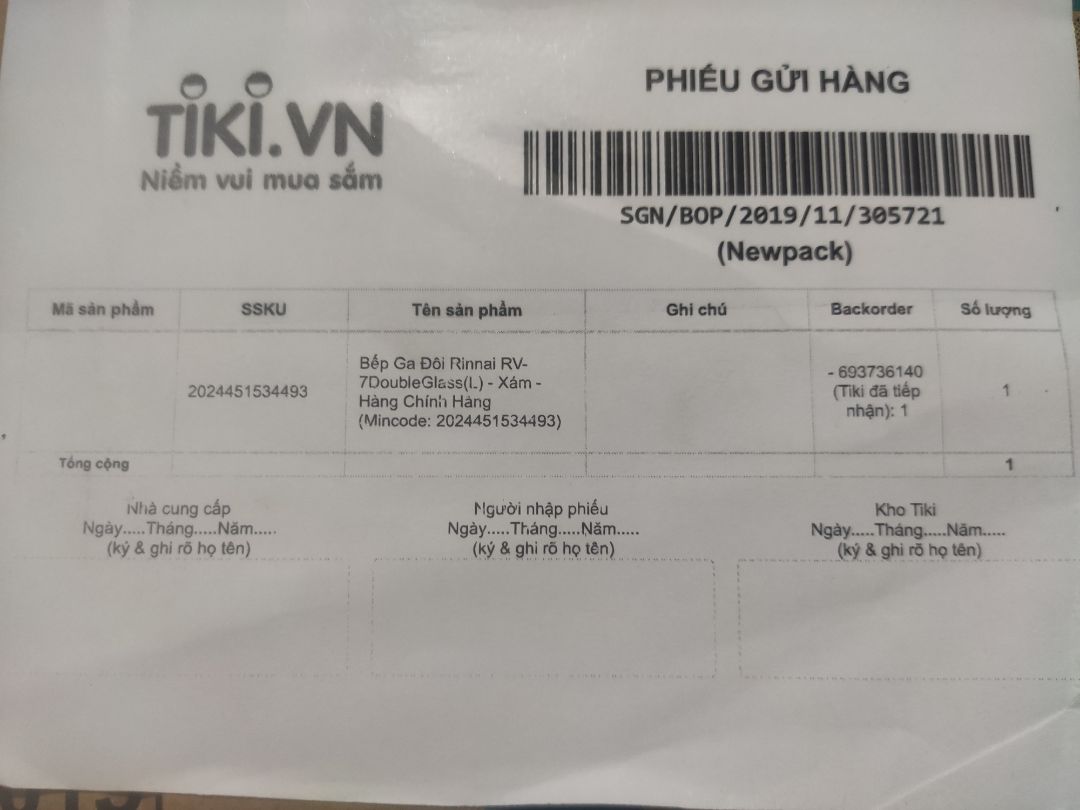 TiKi.VN
Niềm vui mua sắm
PHIẾU GỬI HÀNG
SGN/BOP/2019/11/305721
(Newpack)
Mã sản phẩm SSKU Tên sản phẩm Ghi chú Backorder Số lượng
2024451534493
Bếp Ga Đôi Rinnai RV-
7DoubleGlass(L) - Xám -
Hàng Chính Hãng
(Mincode: 2024451534493)
- 693736140
(Tiki đã tiếp
nhận): 1
1
Tổng cộng 1
Nhà cung cấp
Ngày.....Tháng.....Năm.....
(ký & ghi rõ họ tên)
Người nhập phiếu
Ngày.....Tháng.....Năm.....
(ký & ghi rõ họ tên)
Kho Tiki
Ngày.....Tháng.....Năm.....
(ký & ghi rõ họ tên)